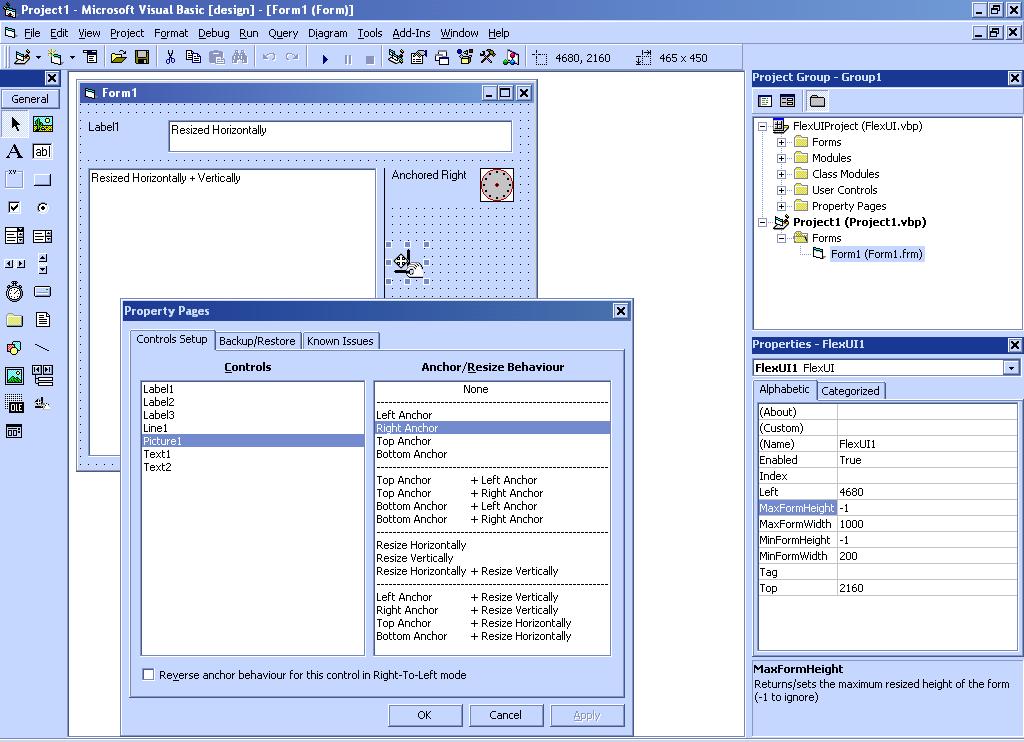 Project1 - Microsoft Visual Basic [design] - [Form1 (Form)]
File Edit View Project Format Debug Run Query Diagram Tools Add-Ins Window Help
4680, 2160 465 x 450
General
A
ab|
XY
OLE
Form1
Label1
Resized Horizontally
Resized Horizontally + Vertically
Anchored Right
Property Pages
Controls Setup Backup/Restore Known Issues
Controls
Label1
Label2
Label3
Line1
Picture1
Text1
Text2
Anchor/Resize Behaviour
None
Left Anchor
Right Anchor
Top Anchor
Bottom Anchor
Top Anchor + Left Anchor
Top Anchor + Right Anchor
Bottom Anchor + Left Anchor
Bottom Anchor + Right Anchor
Resize Horizontally
Resize Vertically
Resize Horizontally + Resize Vertically
Left Anchor + Resize Vertically
Right Anchor + Resize Vertically
Top Anchor + Resize Horizontally
Bottom Anchor + Resize Horizontally
Reverse anchor behaviour for this control in Right-To-Left mode
OK Cancel Apply
Project Group - Group1
FlexUIProject (FlexUI.vbp)
Forms
Modules
Class Modules
User Controls
Property Pages
Project1 (Project1.vbp)
Forms
Form1 (Form1.frm)
Properties - FlexUI1
FlexUI1 FlexUI
Alphabetic Categorized
(About)
(Custom)
(Name) FlexUI1
Enabled True
Index
Left 4680
MaxFormHeight -1
MaxFormWidth 1000
MinFormHeight -1
MinFormWidth 200
Tag
Top 2160
MaxFormHeight
Returns/sets the maximum resized height of the form
(-1 to ignore)